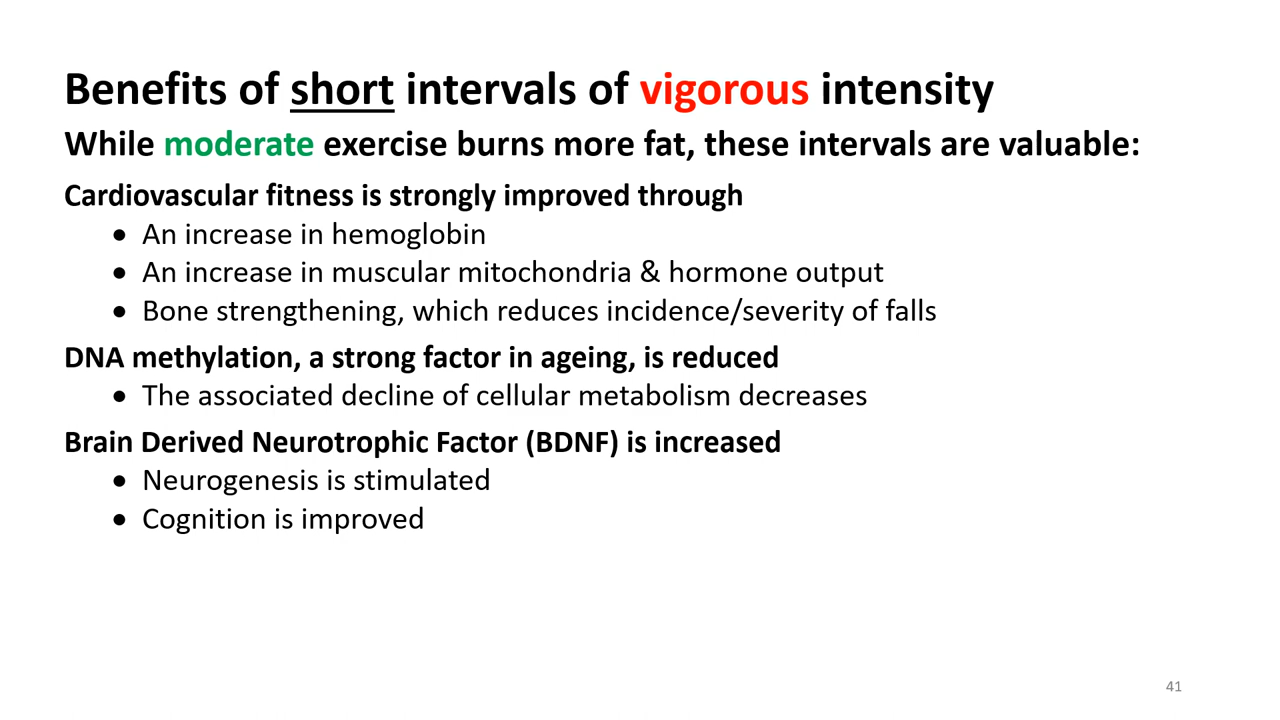 Benefits of short intervals of vigorous intensity
While moderate exercise burns more fat, these intervals are valuable:
Cardiovascular fitness is strongly improved through
• An increase in hemoglobin
• An increase in muscular mitochondria & hormone output
• Bone strengthening, which reduces incidence/severity of falls
DNA methylation, a strong factor in ageing, is reduced
• The associated decline of cellular metabolism decreases
Brain Derived Neurotrophic Factor (BDNF) is increased
• Neurogenesis is stimulated
• Cognition is improved
41